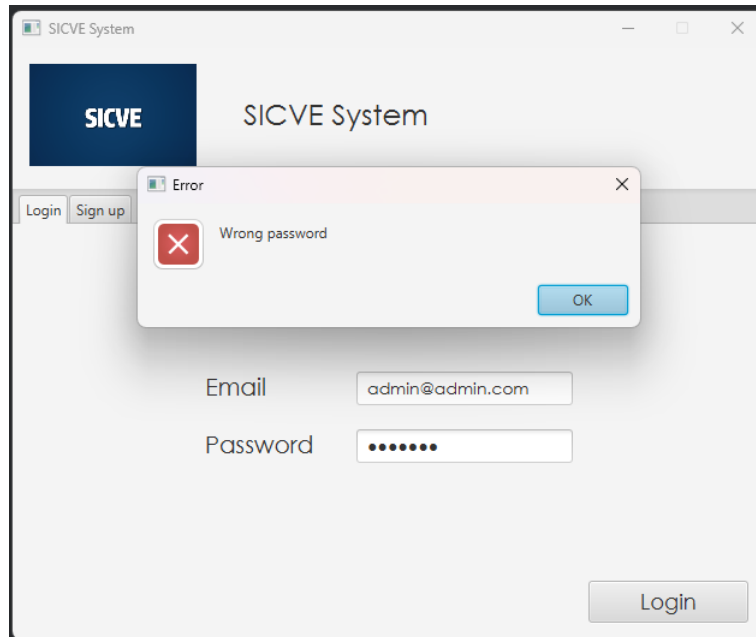 SICVE System
SICVE
SICVE System
Error
Login Sign up
Wrong password
OK
Email admin@admin.com
Password •••••••
Login